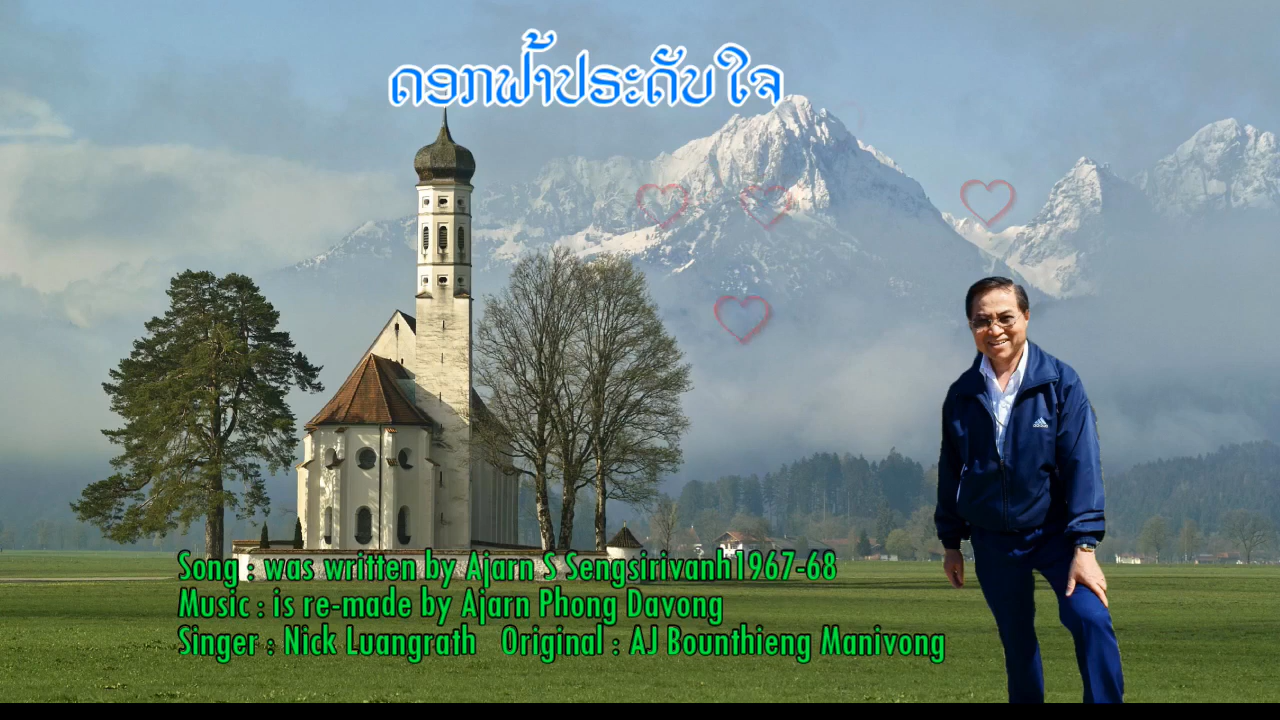 ດອກຟ້າປະດັບໃຈ
adidas
Song : was written by Ajarn S Sengsirivanh1967-68
Music : is re-made by Ajarn Phong Davong
Singer : Nick Luangrath Original : AJ Bounthieng Manivong